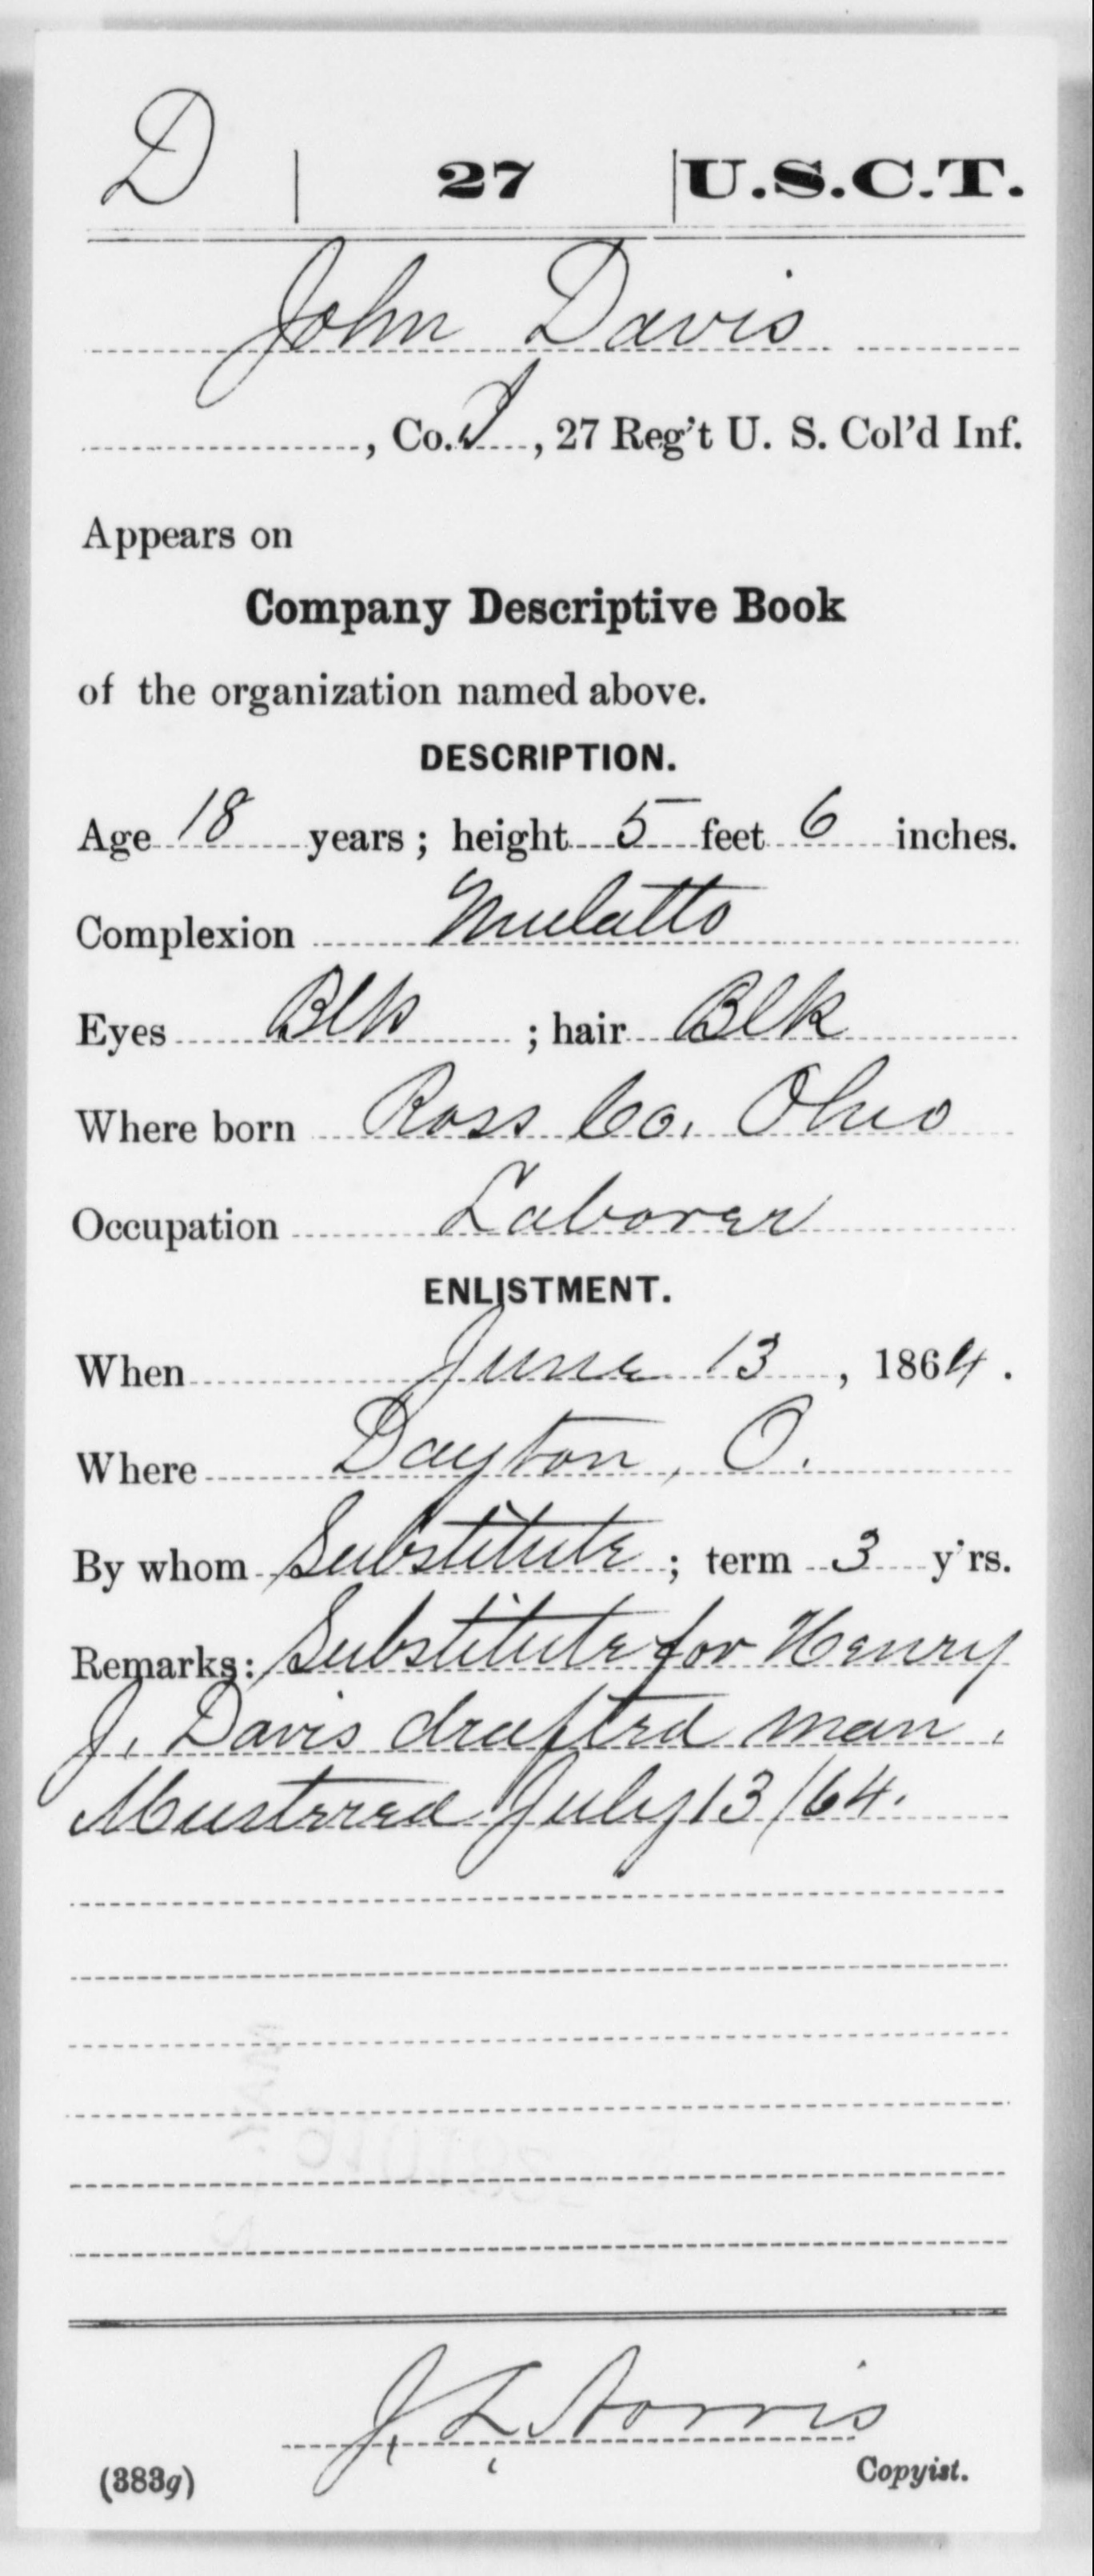 D | 27 | U.S.C.T.
John Davis
, Co. I, 27 Reg't U. S. Col'd Inf.
Appears on
Company Descriptive Book
of the organization named above.
DESCRIPTION.
Age 18 years; height 5 feet 6 inches.
Complexion Mulatto
Eyes Blk; hair Blk
Where born Ross Co. Ohio
Occupation Laborer
ENLISTMENT.
When June 13, 1864.
Where Dayton, O.
By whom Substitute; term 3 y'rs.
Remarks: Substitute for Henry
J. Davis drafted man.
Mustered July 13/64.
J. L. Norris
(383g) Copyist.